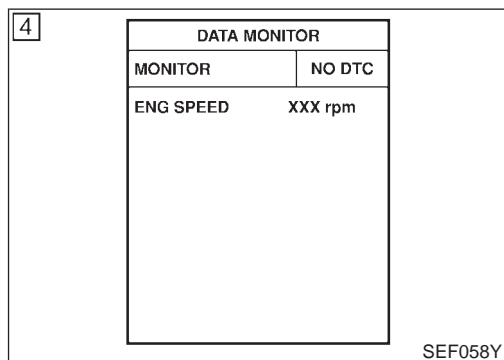 4
DATA MONITOR
MONITOR NO DTC
ENG SPEED XXX rpm
SEF058Y